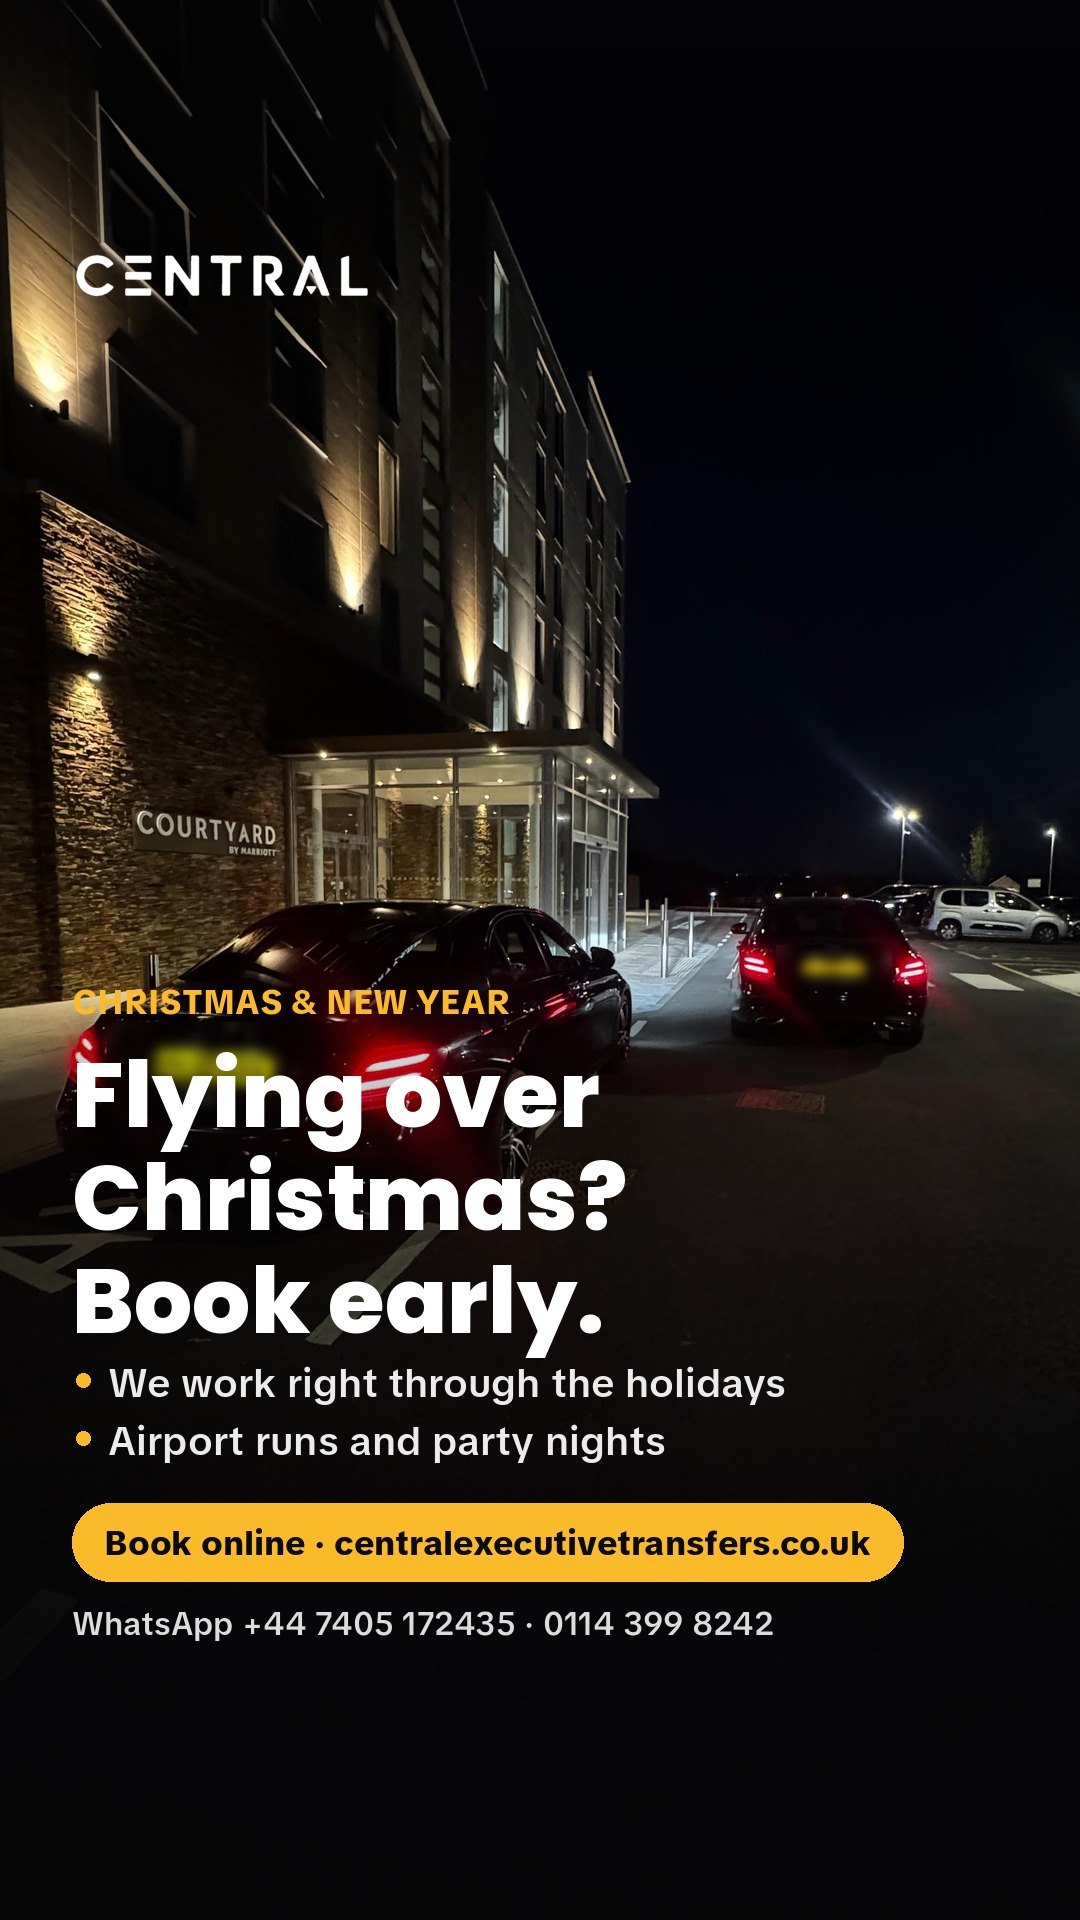 CENTRAL
COURTYARD
BY MARRIOTT
CHRISTMAS & NEW YEAR
Flying over
Christmas?
Book early.
• We work right through the holidays
• Airport runs and party nights
Book online · centralexecutivetransfers.co.uk
WhatsApp +44 7405 172435 · 0114 399 8242